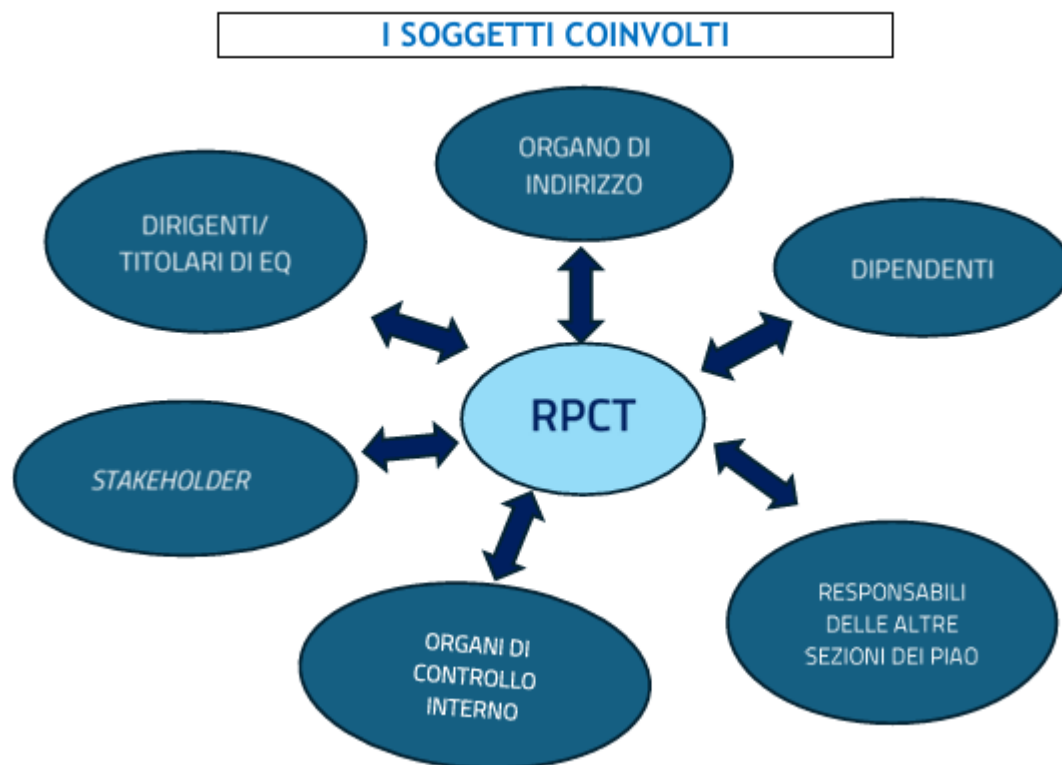 I SOGGETTI COINVOLTI
ORGANO DI
INDIRIZZO
DIRIGENTI/
TITOLARI DI EQ
DIPENDENTI
RPCT
STAKEHOLDER
RESPONSABILI
DELLE ALTRE
SEZIONI DEI PIAO
ORGANI DI
CONTROLLO
INTERNO